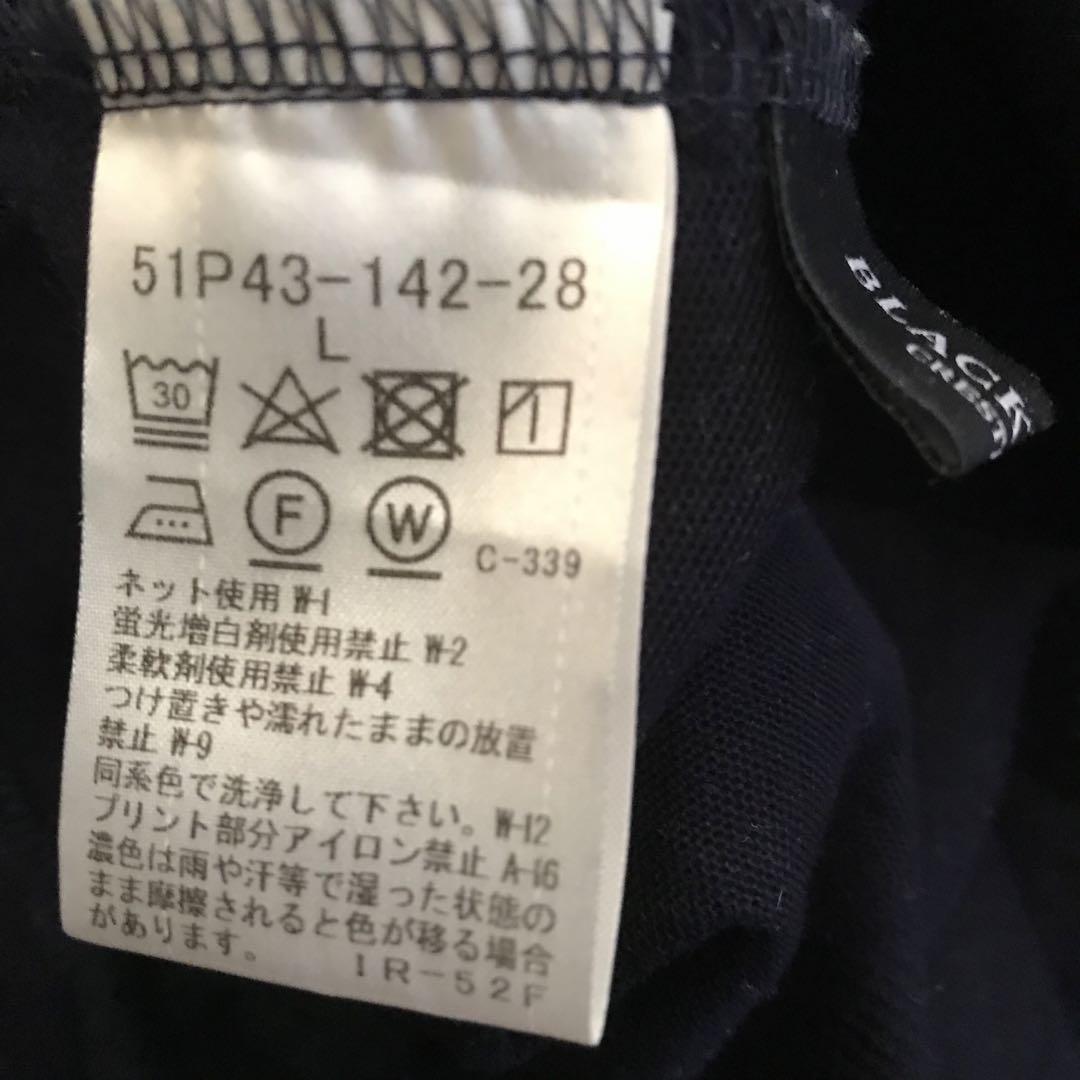 51P43-142-28
L
30
F
W
C-339
ネット使用 W-1
蛍光増白剤使用禁止 W-2
柔軟剤使用禁止 W-4
つけ置きや濡れたままの放置
禁止 W-9
同系色で洗浄して下さい。W-12
プリント部分アイロン禁止 A-16
濃色は雨や汗等で湿った状態の
まま摩擦されると色が移る場合
があります。 IR-52F
BLACK
CREST